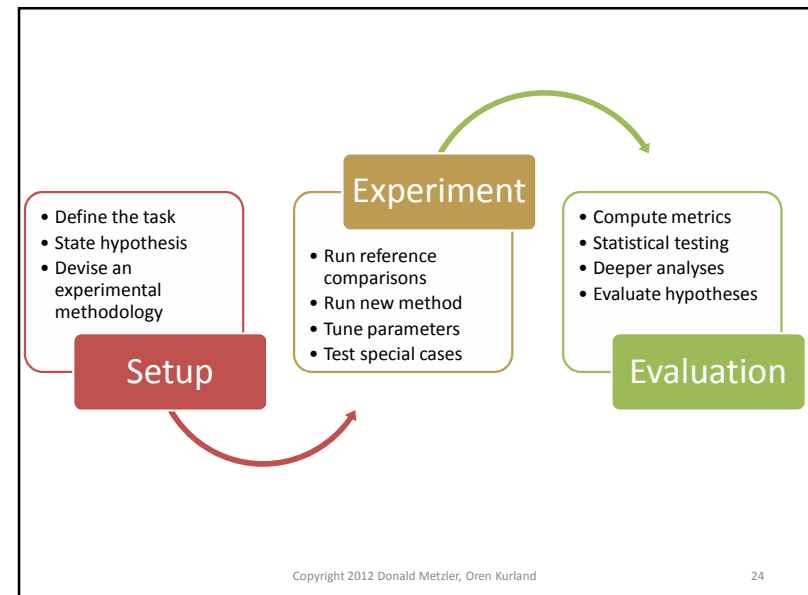 • Define the task
• State hypothesis
• Devise an
experimental
methodology
Setup
Experiment
• Run reference
comparisons
• Run new method
• Tune parameters
• Test special cases
• Compute metrics
• Statistical testing
• Deeper analyses
• Evaluate hypotheses
Evaluation
Copyright 2012 Donald Metzler, Oren Kurland
24